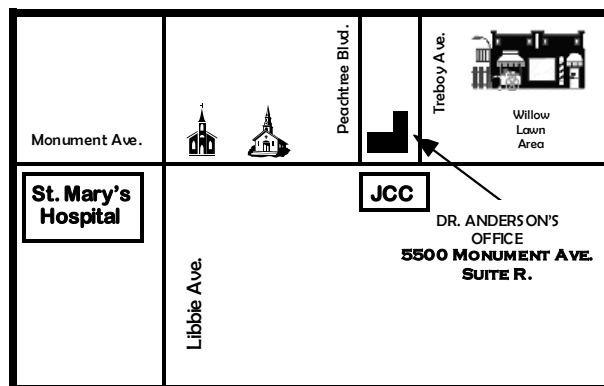 Peachtree Blvd.
Treboy Ave.
Willow
Lawn
Area
Monument Ave.
St. Mary's
Hospital
JCC
DR. ANDERSON'S
OFFICE
5500 MONUMENT AVE.
SUITE R.
Libbie Ave.